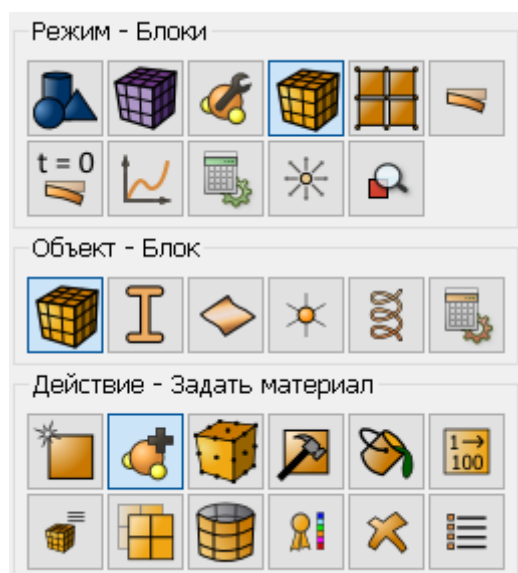 Режим - Блоки
t = 0
Объект - Блок
Действие - Задать материал
1→
100